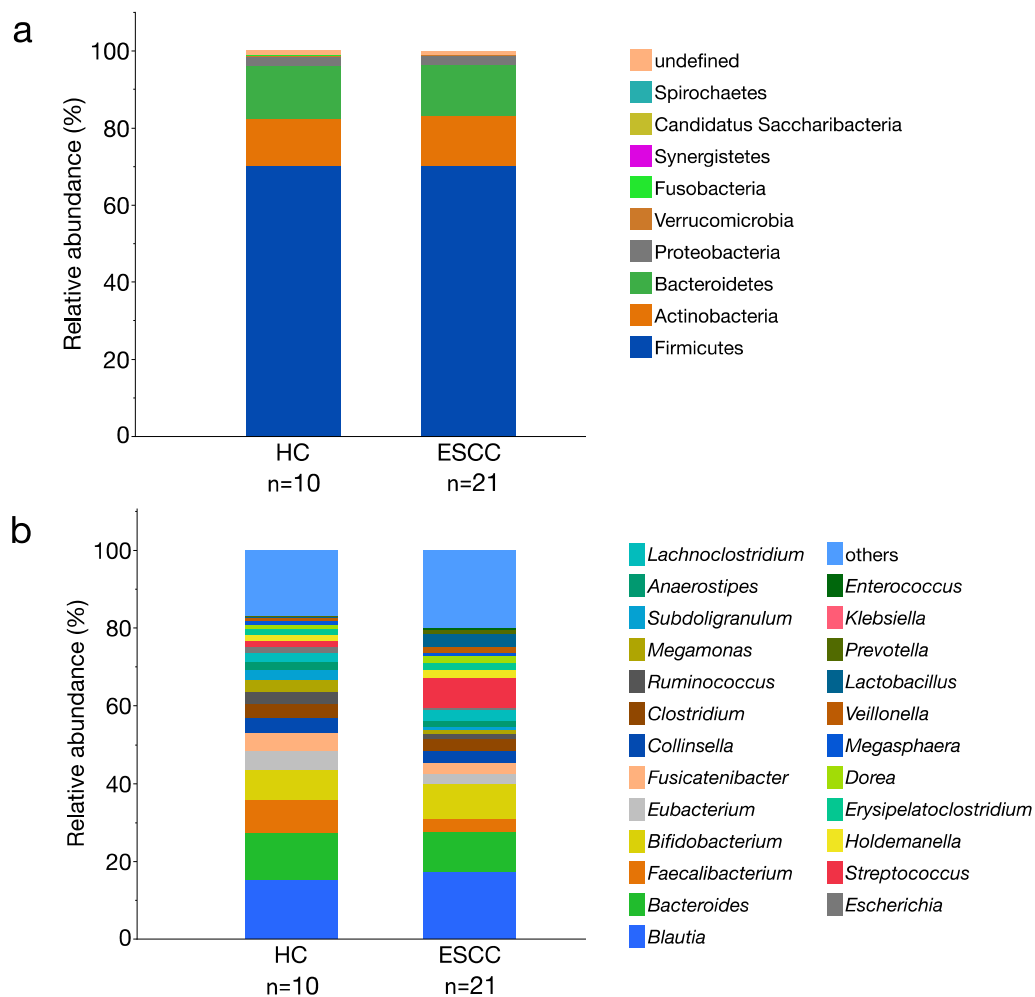 a
Relative abundance (%)
100
80
60
40
20
0
HC
n=10
ESCC
n=21
undefined
Spirochaetes
Candidatus Saccharibacteria
Synergistetes
Fusobacteria
Verrucomicrobia
Proteobacteria
Bacteroidetes
Actinobacteria
Firmicutes
b
Relative abundance (%)
100
80
60
40
20
0
HC
n=10
ESCC
n=21
Lachnoclostridium
Anaerostipes
Subdoligranulum
Megamonas
Ruminococcus
Clostridium
Collinsella
Fusicatenibacter
Eubacterium
Bifidobacterium
Faecalibacterium
Bacteroides
Blautia
others
Enterococcus
Klebsiella
Prevotella
Lactobacillus
Veillonella
Megasphaera
Dorea
Erysipelatoclostridium
Holdemanella
Streptococcus
Escherichia